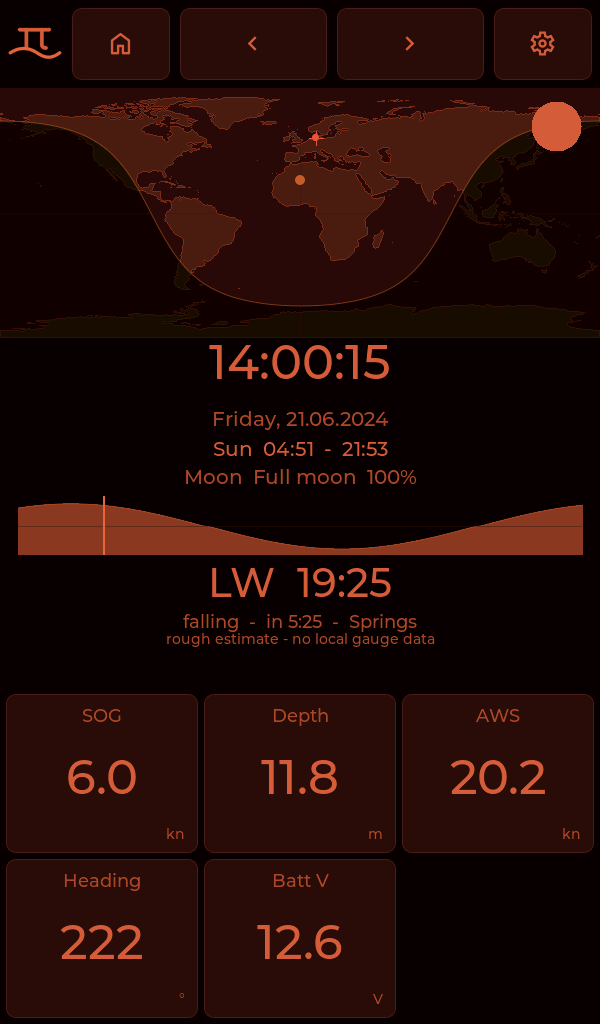 14:00:15
Friday, 21.06.2024
Sun 04:51 - 21:53
Moon Full moon 100%
LW 19:25
falling - in 5:25 - Springs
rough estimate - no local gauge data
SOG
6.0
kn
Depth
11.8
m
AWS
20.2
kn
Heading
222
°
Batt V
12.6
V